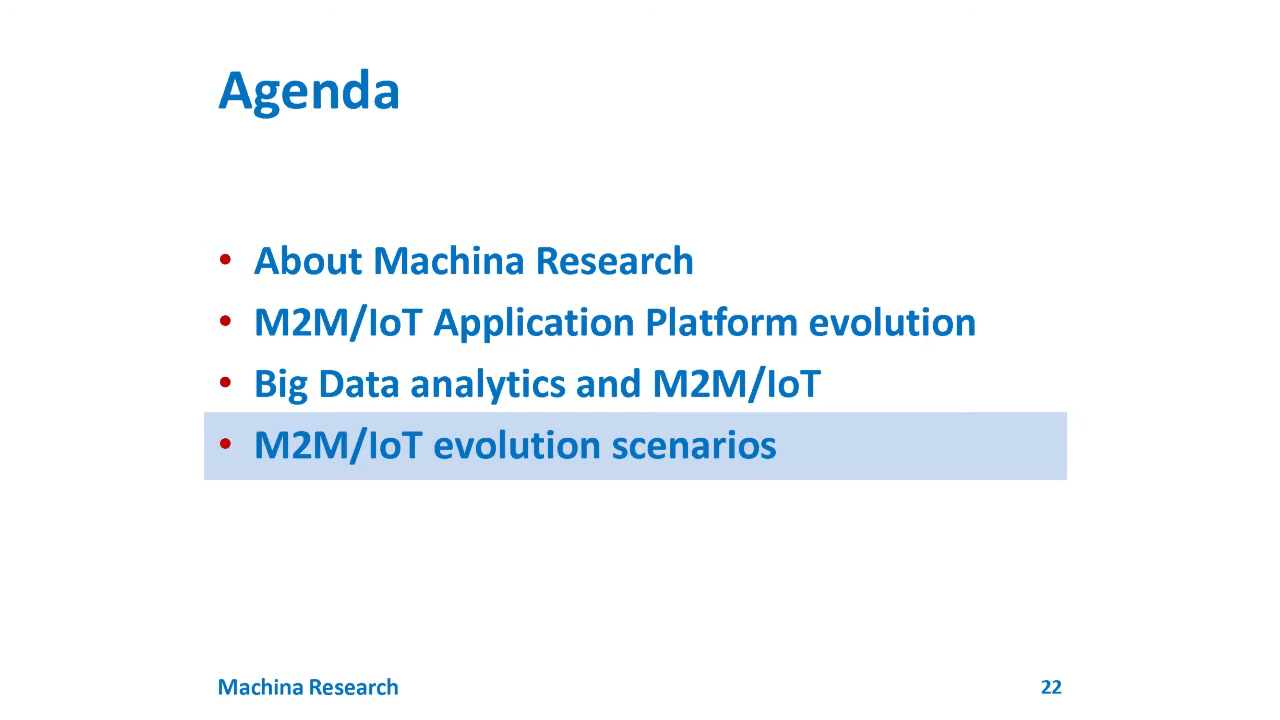 Agenda
• About Machina Research
• M2M/IoT Application Platform evolution
• Big Data analytics and M2M/IoT
• M2M/IoT evolution scenarios
Machina Research
22